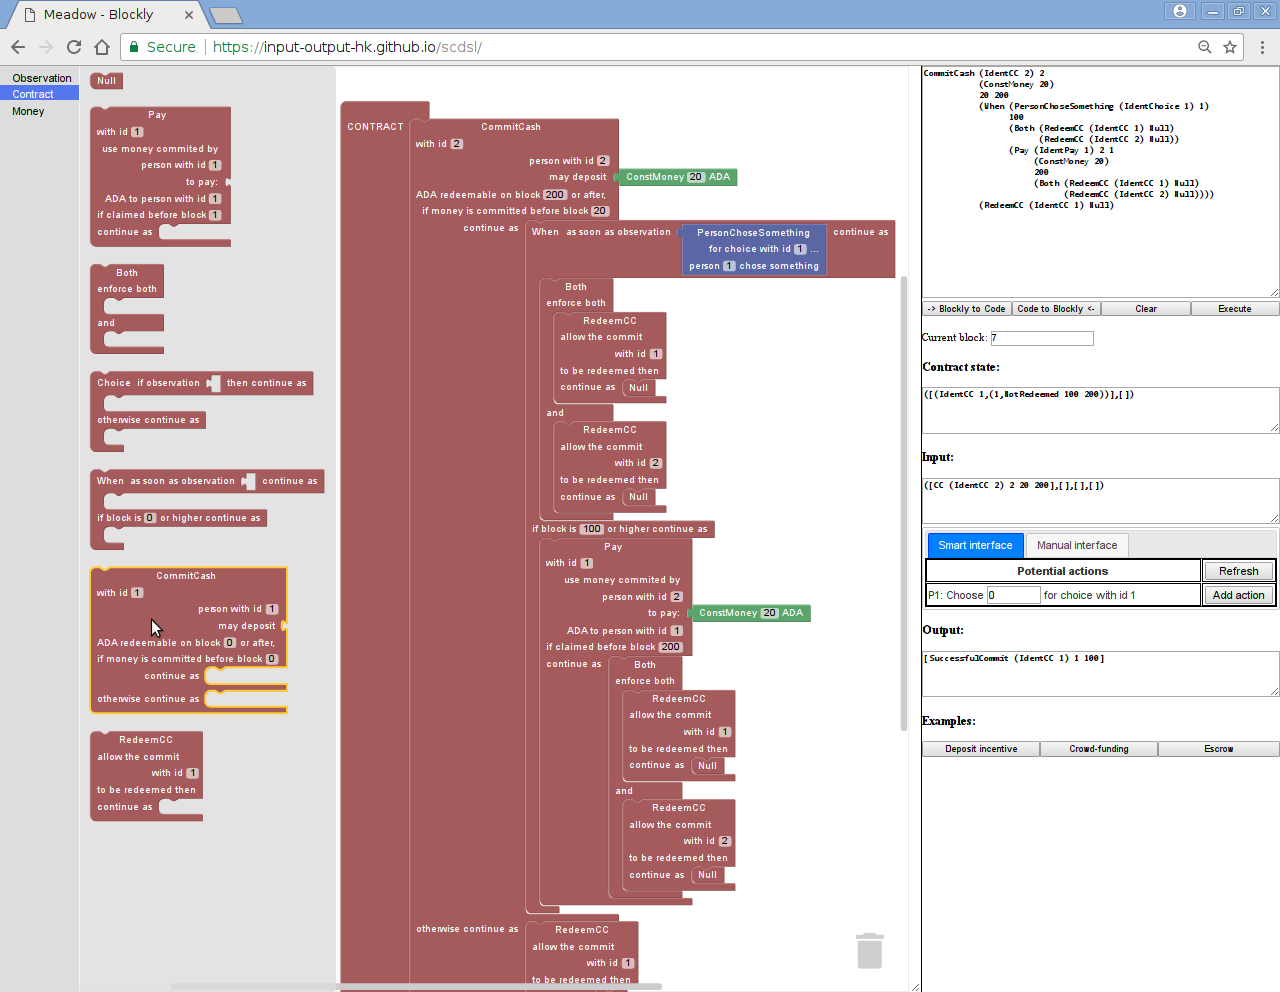 Meadow - Blockly
Secure https://input-output-hk.github.io/scdsl/
Observation
Contract
Money
Null
Pay
with id 1
use money commited by
person with id 1
to pay:
ADA to person with id 1
if claimed before block 1
continue as
Both
enforce both
and
Choice if observation then continue as
otherwise continue as
When as soon as observation continue as
if block is 0 or higher continue as
CommitCash
with id 1
person with id 1
may deposit
ADA redeemable on block 0 or after,
if money is committed before block 0
continue as
otherwise continue as
RedeemCC
allow the commit
with id 1
to be redeemed then
continue as
CONTRACT
CommitCash
with id 2
person with id 2
may deposit ConstMoney 20 ADA
ADA redeemable on block 200 or after,
if money is committed before block 20
continue as When as soon as observation PersonChoseSomething continue as
for choice with id 1 ...
person 1 chose something
Both
enforce both
RedeemCC
allow the commit
with id 1
to be redeemed then
continue as Null
and
RedeemCC
allow the commit
with id 2
to be redeemed then
continue as Null
if block is 100 or higher continue as
Pay
with id 1
use money commited by
person with id 2
to pay: ConstMoney 20 ADA
ADA to person with id 1
if claimed before block 200
continue as Both
enforce both
RedeemCC
allow the commit
with id 1
to be redeemed then
continue as Null
and
RedeemCC
allow the commit
with id 2
to be redeemed then
continue as Null
otherwise continue as RedeemCC
allow the commit
with id 1
to be redeemed then
CommitCash (IdentCC 2) 2
(ConstMoney 20)
20 200
(When (PersonChoseSomething (IdentChoice 1) 1)
100
(Both (RedeemCC (IdentCC 1) Null)
(RedeemCC (IdentCC 2) Null))
(Pay (IdentPay 1) 2 1
(ConstMoney 20)
200
(Both (RedeemCC (IdentCC 1) Null)
(RedeemCC (IdentCC 2) Null))))
(RedeemCC (IdentCC 1) Null)
-> Blockly to Code Code to Blockly <- Clear Execute
Current block: 7
Contract state:
([(IdentCC 1,(1,NotRedeemed 100 200))],[])
Input:
([CC (IdentCC 2) 2 20 200],[],[],[])
Smart interface Manual interface
Potential actions Refresh
P1: Choose 0 for choice with id 1 Add action
Output:
[SuccessfulCommit (IdentCC 1) 1 100]
Examples:
Deposit incentive Crowd-funding Escrow